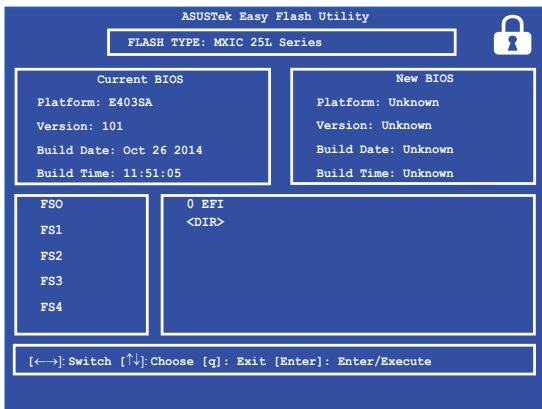 ASUSTek Easy Flash Utility
FLASH TYPE: MXIC 25L Series
Current BIOS
Platform: E403SA
Version: 101
Build Date: Oct 26 2014
Build Time: 11:51:05
New BIOS
Platform: Unknown
Version: Unknown
Build Date: Unknown
Build Time: Unknown
FSO
FS1
FS2
FS3
FS4
0 EFI
<DIR>
[←→]: Switch [↑↓]: Choose [q]: Exit [Enter]: Enter/Execute